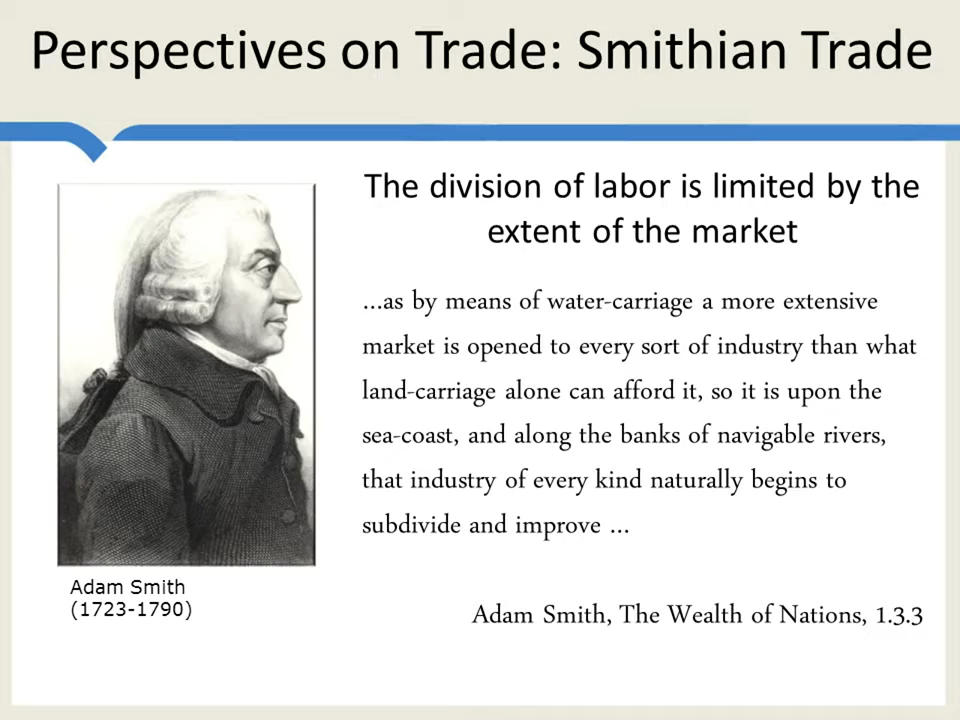 Perspectives on Trade: Smithian Trade
The division of labor is limited by the
extent of the market
...as by means of water-carriage a more extensive
market is opened to every sort of industry than what
land-carriage alone can afford it, so it is upon the
sea-coast, and along the banks of navigable rivers,
that industry of every kind naturally begins to
subdivide and improve ...
Adam Smith
(1723-1790)
Adam Smith, The Wealth of Nations, 1.3.3